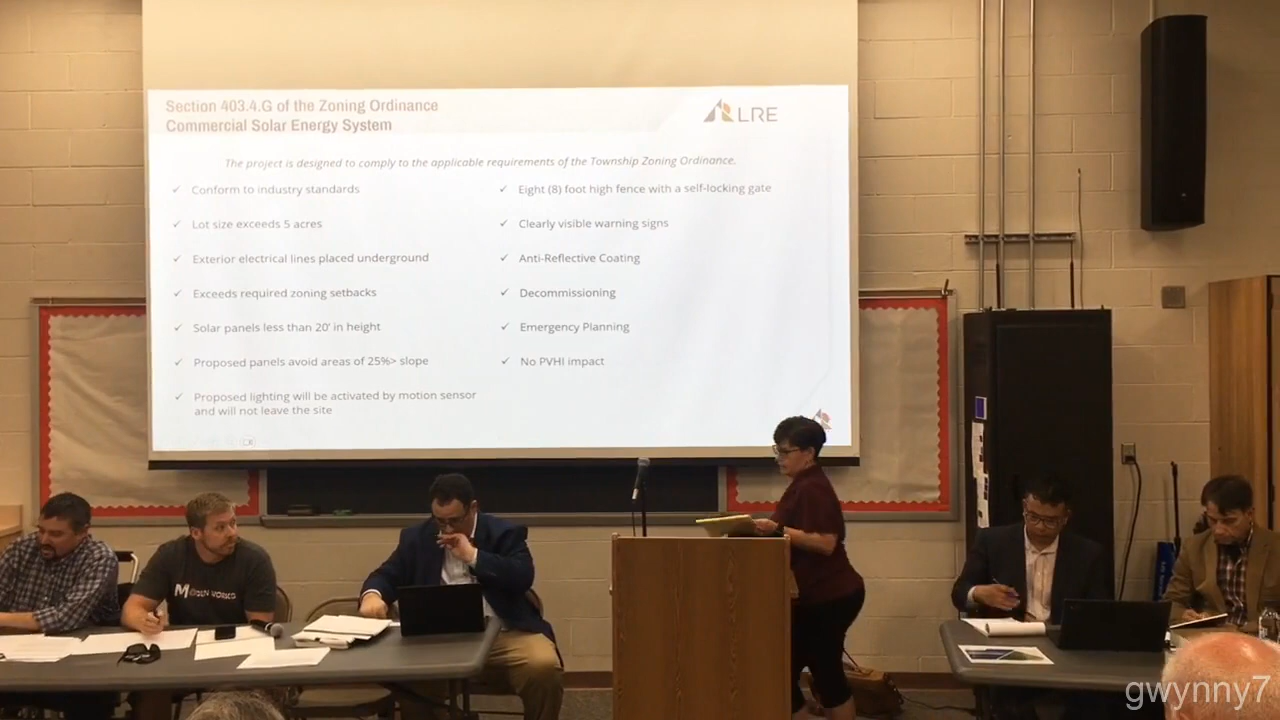 Section 403.4.G of the Zoning Ordinance
Commercial Solar Energy System
LRE
The project is designed to comply to the applicable requirements of the Township Zoning Ordinance.
✓ Conform to industry standards
✓ Lot size exceeds 5 acres
✓ Exterior electrical lines placed underground
✓ Exceeds required zoning setbacks
✓ Solar panels less than 20' in height
✓ Proposed panels avoid areas of 25%> slope
✓ Proposed lighting will be activated by motion sensor
and will not leave the site
✓ Eight (8) foot high fence with a self-locking gate
✓ Clearly visible warning signs
✓ Anti-Reflective Coating
✓ Decommissioning
✓ Emergency Planning
✓ No PVHI impact
gwynny7